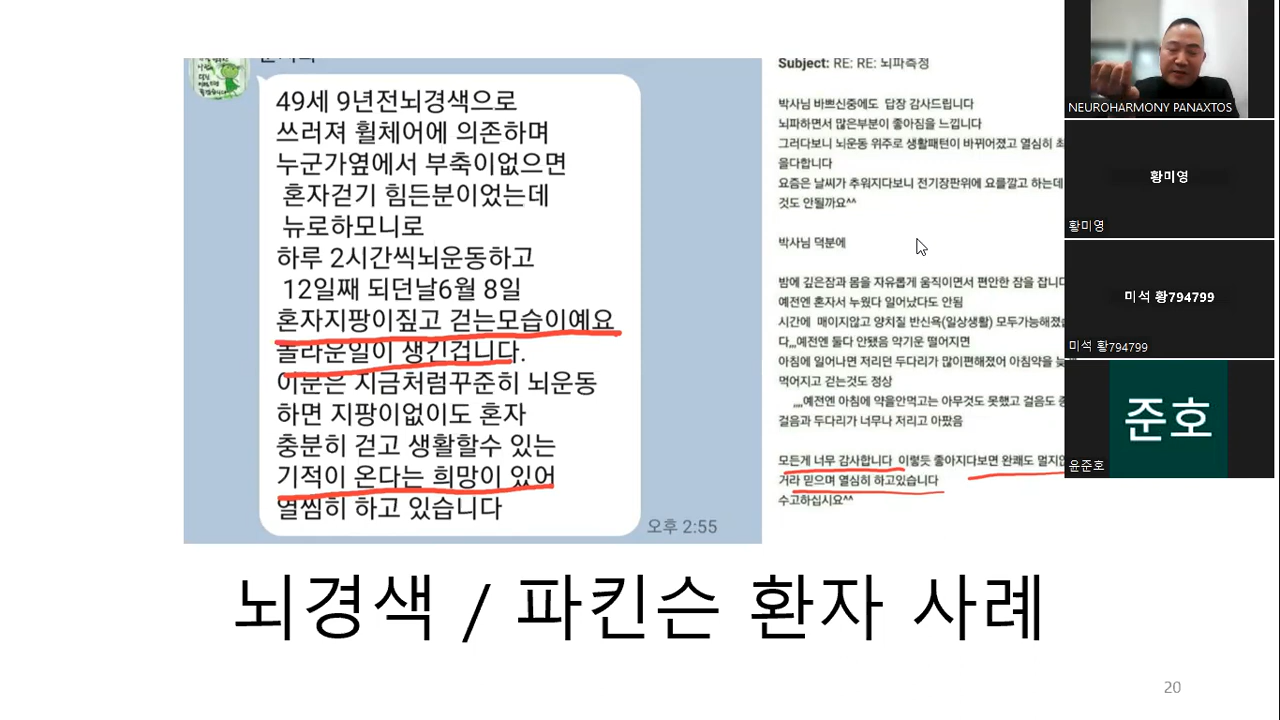 49세 9년전뇌경색으로
쓰러져 휠체어에 의존하며
누군가옆에서 부축이없으면
혼자걷기 힘든분이었는데
뉴로하모니로
하루 2시간씩뇌운동하고
12일째 되던날6월 8일
혼자지팡이짚고 걷는모습이예요
놀라운일이 생긴겁니다.
이분은 지금처럼꾸준히 뇌운동
하면 지팡이없이도 혼자
충분히 걷고 생활할수 있는
기적이 온다는 희망이 있어
열씸히 하고 있습니다
오후 2:55
Subject: RE: RE: 뇌파측정
박사님 바쁘신중에도 답장 감사드립니다
뇌파하면서 많은부분이 좋아짐을 느낍니다
그러다보니 뇌운동 위주로 생활패턴이 바뀌어졌고 열심히 최
을다합니다
요즘은 날씨가 추워지다보니 전기장판위에 요를깔고 하는데
것도 안될까요^^
박사님 덕분에
밤에 깊은잠과 몸을 자유롭게 움직이면서 편안한 잠을 잡니다
예전엔 혼자서 누웠다 일어났다도 안됨
시간에 매이지않고 양치질 반신욕(일상생활) 모두가능해졌
다,,,예전엔 둘다 안됐음 약기운 떨어지면
아침에 일어나면 저리던 두다리가 많이편해졌어 아침약을 늦
먹어지고 걷는것도 정상
,,,,예전엔 아침에 약을안먹고는 아무것도 못했고 걸음도
걸음과 두다리가 너무나 저리고 아팠음
모든게 너무 감사합니다 이렇듯 좋아지다보면 완쾌도 멀지않
거라 믿으며 열심히 하고있습니다
수고하십시요^^
뇌경색 / 파킨슨 환자 사례
20
NEUROHARMONY PANAXTOS
황미영
황미영
미석 황794799
미석 황794799
준호
윤준호